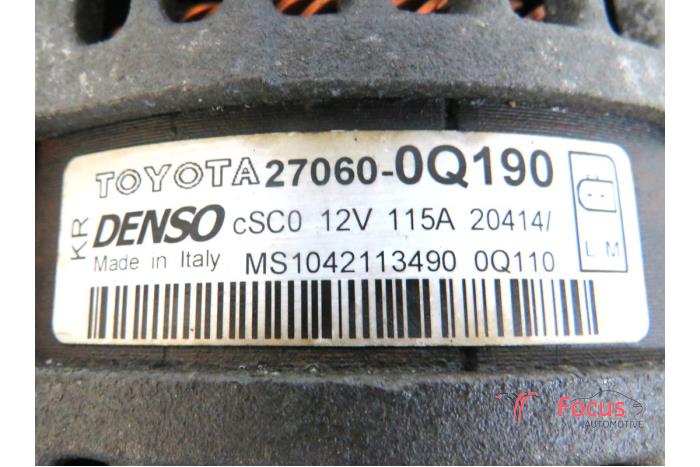 TOYOTA 27060-0Q190
KR
DENSO cSC0 12V 115A 20414/
Made in Italy MS1042113490 0Q110
L M
Focus
AUTOMOTIVE